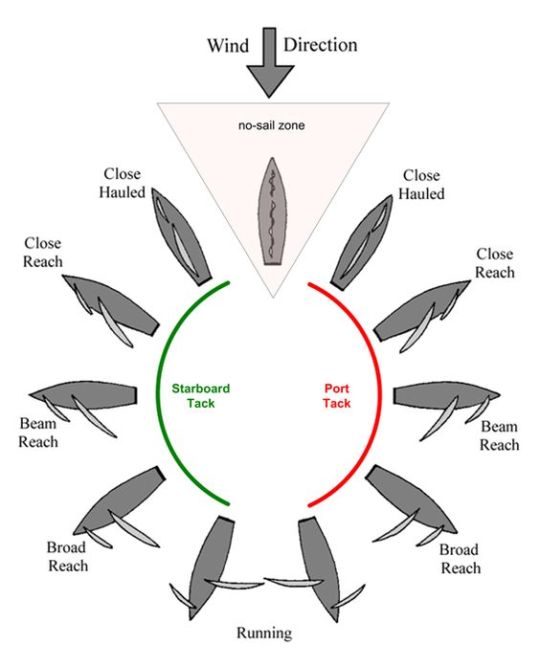 Wind Direction
no-sail zone
Close
Hauled
Close
Hauled
Close
Reach
Close
Reach
Starboard
Tack
Port
Tack
Beam
Reach
Beam
Reach
Broad
Reach
Broad
Reach
Running